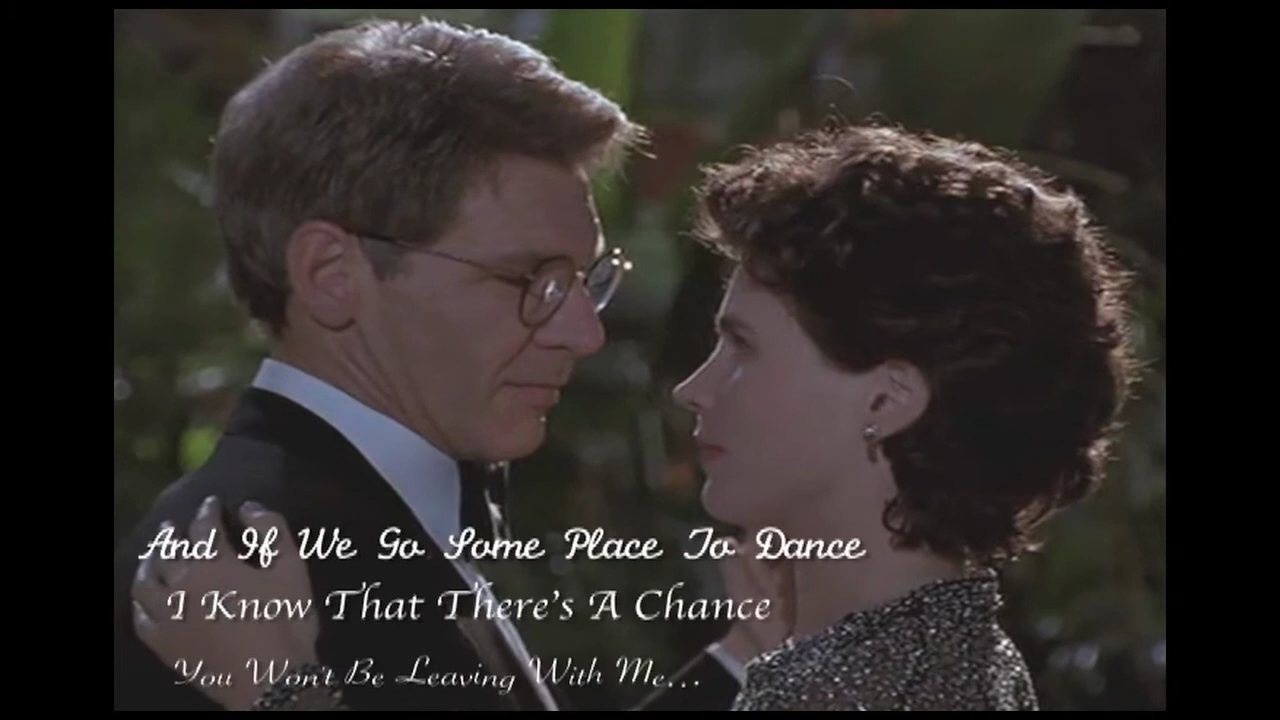 And If We Go Some Place To Dance
I Know That There's A Chance
You Won't Be Leaving With Me...